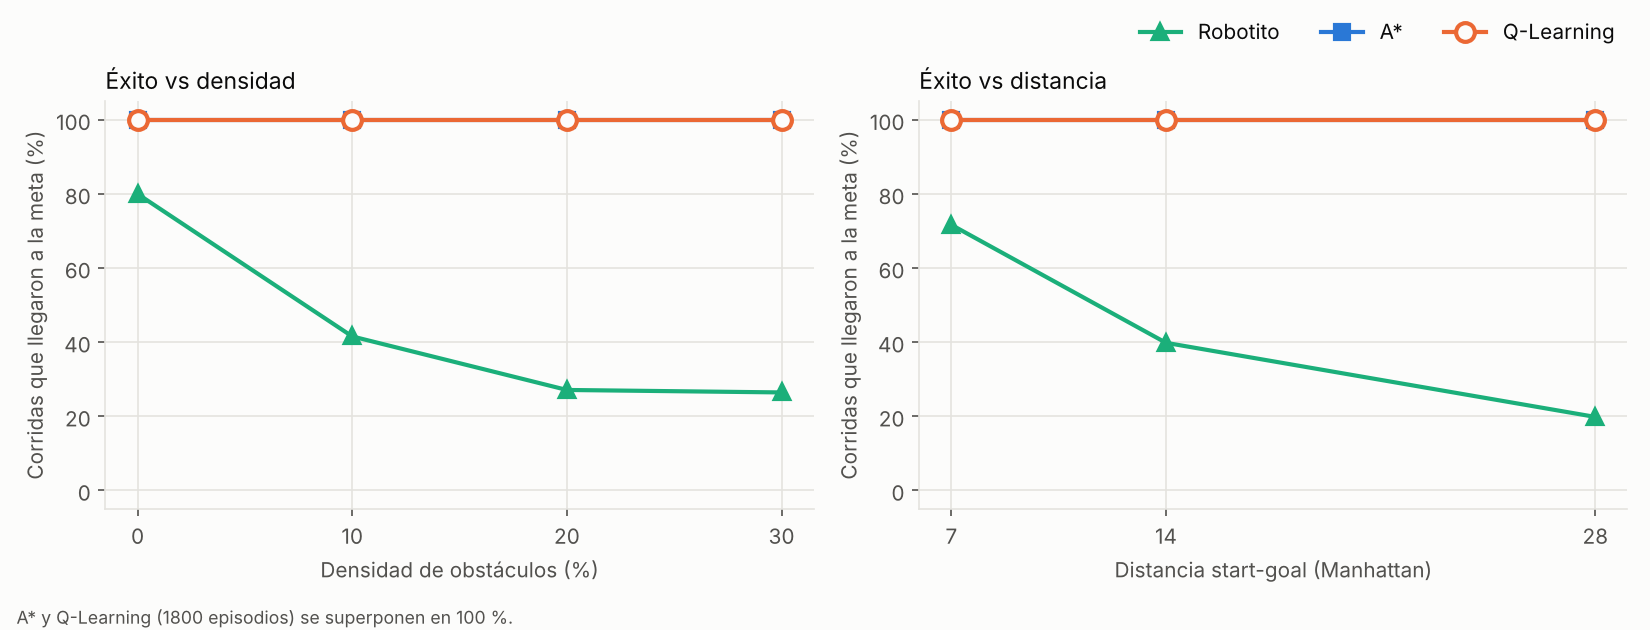 Robotito
A*
Q-Learning
Éxito vs densidad
Corridas que llegaron a la meta (%)
100
80
60
40
20
0
0
10
20
30
Densidad de obstáculos (%)
Éxito vs distancia
Corridas que llegaron a la meta (%)
100
80
60
40
20
0
7
14
28
Distancia start-goal (Manhattan)
A* y Q-Learning (1800 episodios) se superponen en 100 %.